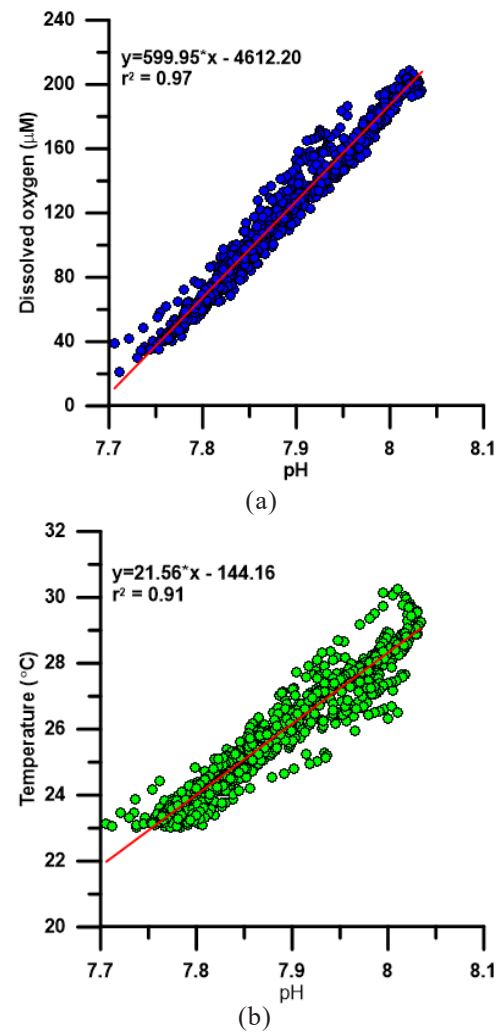 240
y=599.95*x - 4612.20
r² = 0.97
200
160
120
80
40
0
Dissolved oxygen (μM)
7.7 7.8 7.9 8 8.1
pH
(a)
32
y=21.56*x - 144.16
r² = 0.91
30
28
26
24
22
20
Temperature (°C)
7.7 7.8 7.9 8 8.1
pH
(b)